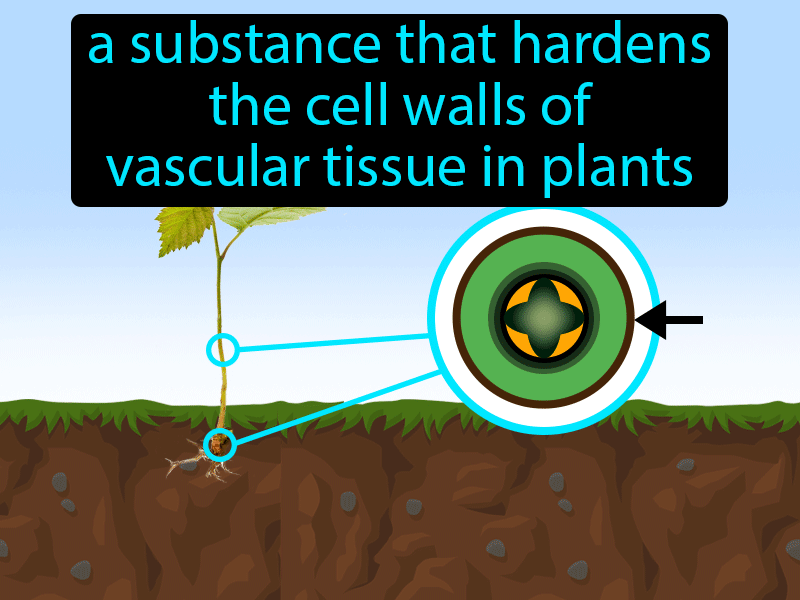 a substance that hardens
the cell walls of
vascular tissue in plants